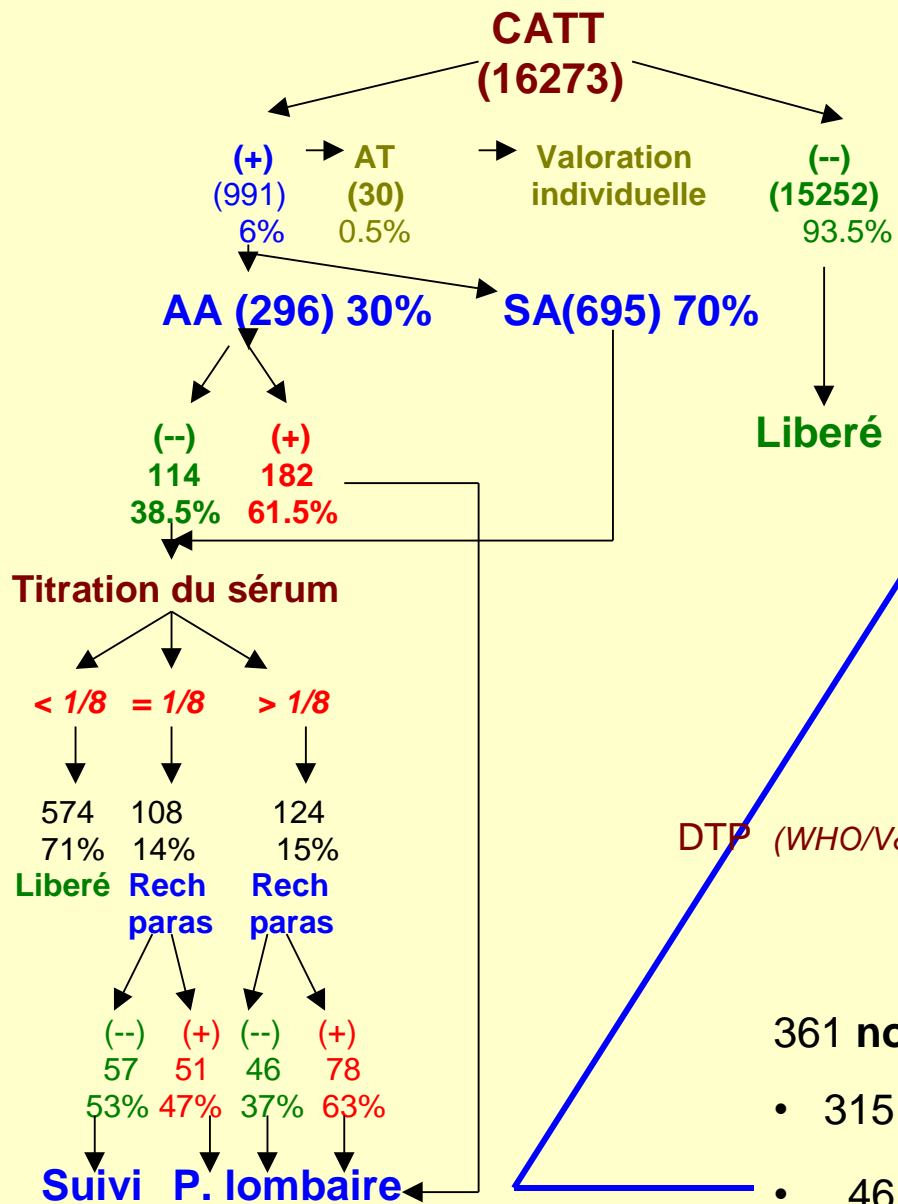 CATT
(16273)
(+) AT Valoration (--)
(991) (30) individuelle (15252)
6% 0.5% 93.5%
AA (296) 30% SA(695) 70%
(--) (+)
114 182
38.5% 61.5%
Liberé
Titration du sérum
< 1/8 = 1/8 > 1/8
574 108 124
71% 14% 15%
Liberé Rech Rech
paras paras
DTP (WHO/V
(--) (+) (--) (+)
57 51 46 78
53% 47% 37% 63%
Suivi P. lombaire
361
• 315
• 46